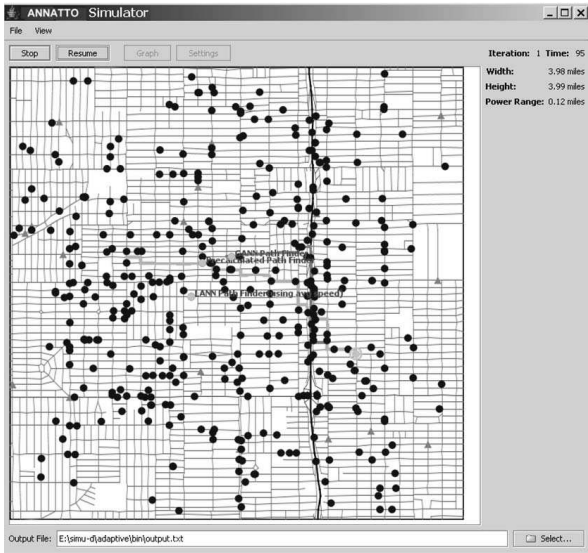 ANNATTO Simulator
File View
Stop Resume Graph Settings
Iteration: 1 Time: 95
Width: 3.98 miles
Height: 3.99 miles
Power Range: 0.12 miles
Path Finder
Path Finder
LANN Path Finder(using avg speed)
Output File: E:\simu-d\adaptive\bin\output.txt Select...